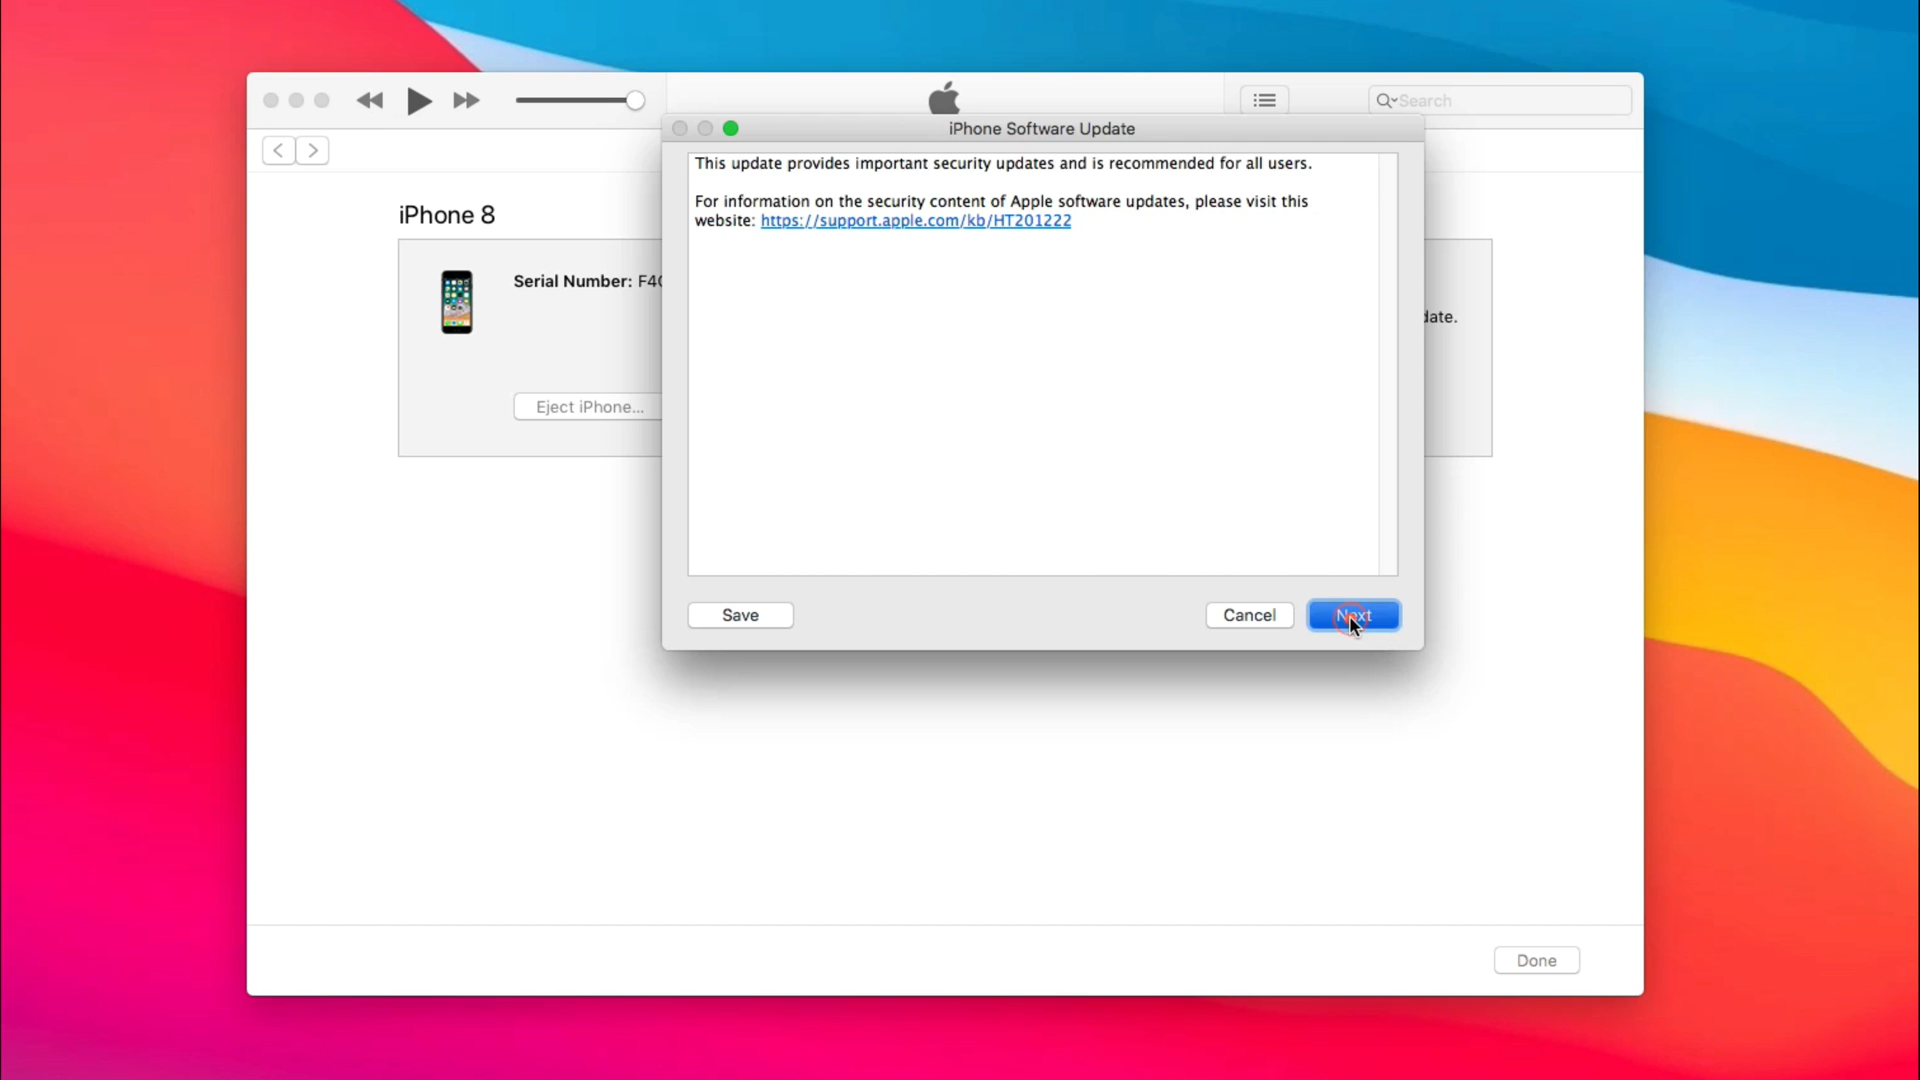 Search
iPhone Software Update
This update provides important security updates and is recommended for all users.
For information on the security content of Apple software updates, please visit this
website: https://support.apple.com/kb/HT201222
iPhone 8
Serial Number: F4
Eject iPhone...
date.
Save
Cancel
Next
Done